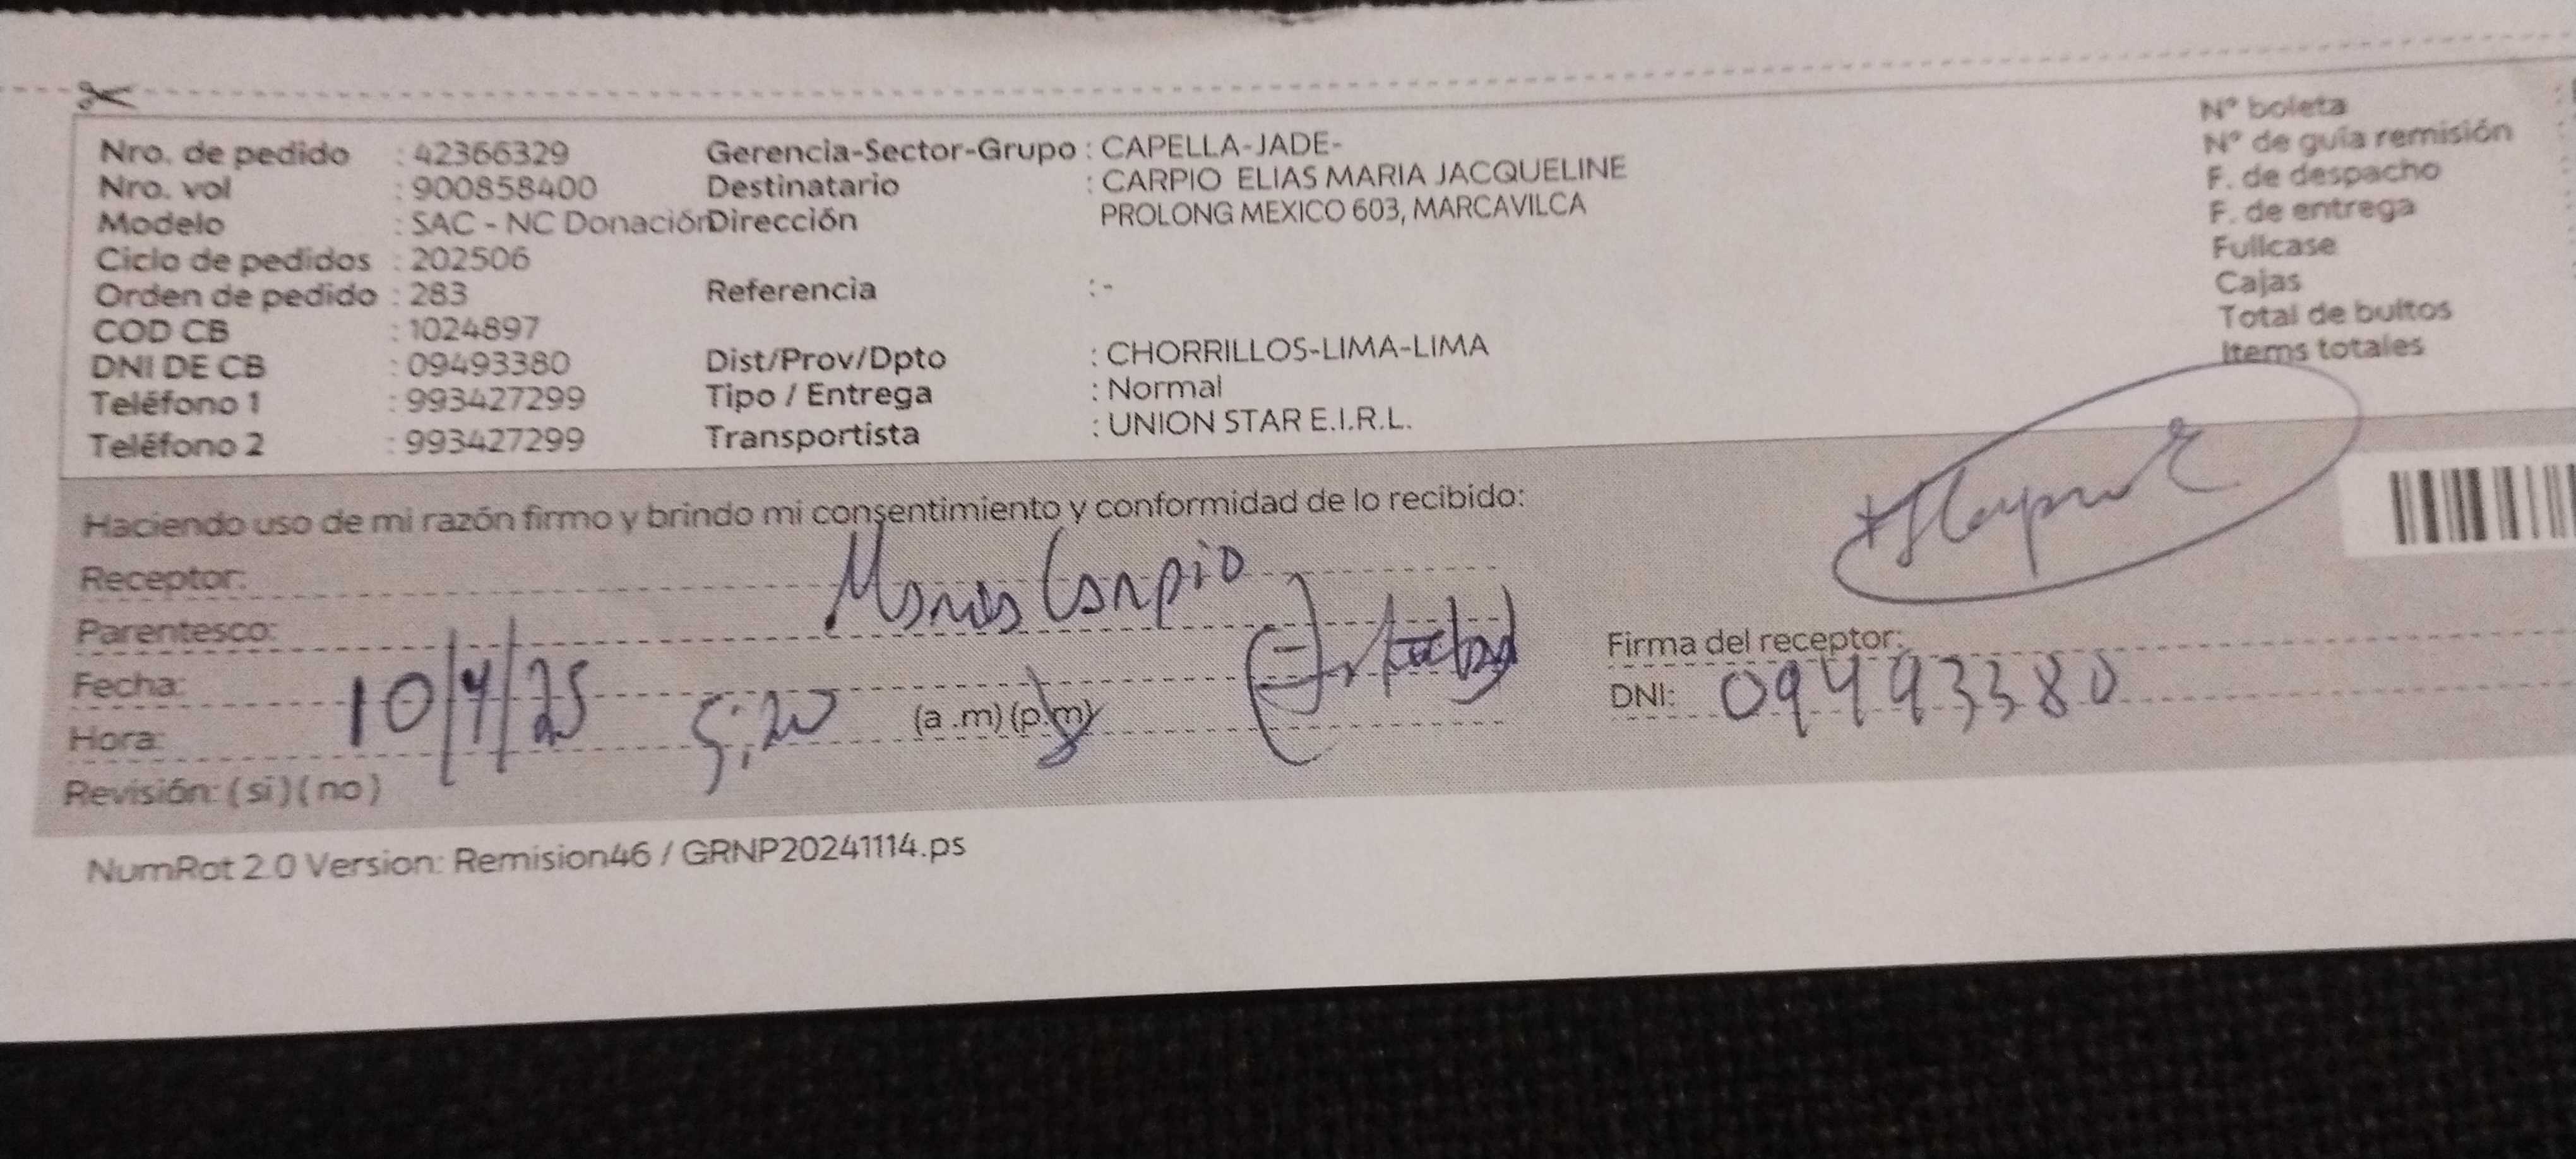 Nro. de pedido : 42366329 Gerencia-Sector-Grupo : CAPELLA-JADE- N° boleta
Nro. vol : 900858400 Destinatario : CARPIO ELIAS MARIA JACQUELINE N° de guía remisión
Modelo : SAC - NC Donación Dirección PROLONG MEXICO 603, MARCAVILCA F. de despacho
Ciclo de pedidos : 202506 F. de entrega
Orden de pedido : 283 Referencia : - Fullcase
COD CB : 1024897 Cajas
DNI DE CB : 09493380 Dist/Prov/Dpto : CHORRILLOS-LIMA-LIMA Total de bultos
Teléfono 1 : 993427299 Tipo / Entrega : Normal Items totales
Teléfono 2 : 993427299 Transportista : UNION STAR E.I.R.L.
Haciendo uso de mi razón firmo y brindo mi consentimiento y conformidad de lo recibido:
Receptor: Maria Carpio
Parentesco:
Firma del receptor:
Fecha: 10/4/25
DNI: 09493380
Hora: 5:20 (a .m) (p.m)
Revisión: (si) (no)
NumRot 2.0 Version: Remision46 / GRNP20241114.ps